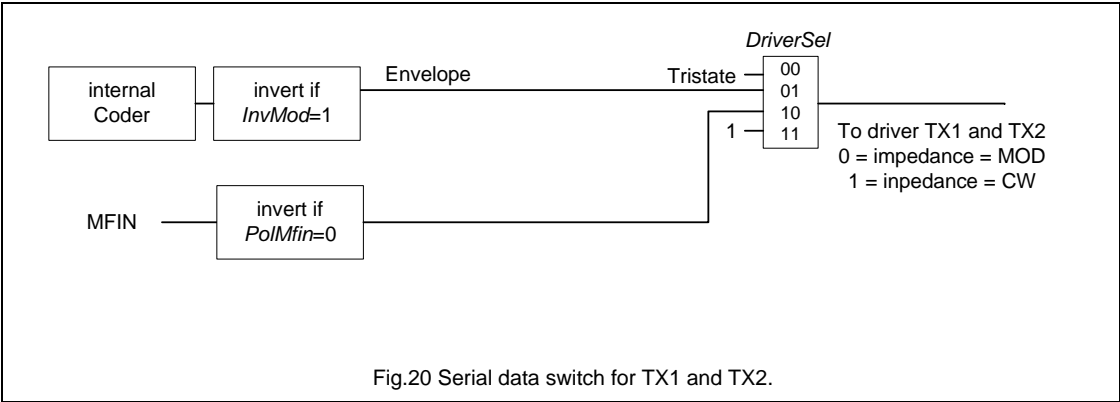 DriverSel
internal
Coder
invert if
InvMod=1
Envelope
Tristate
00
01
10
1
11
To driver TX1 and TX2
0 = impedance = MOD
1 = inpedance = CW
MFIN
invert if
PolMfin=0
Fig.20 Serial data switch for TX1 and TX2.